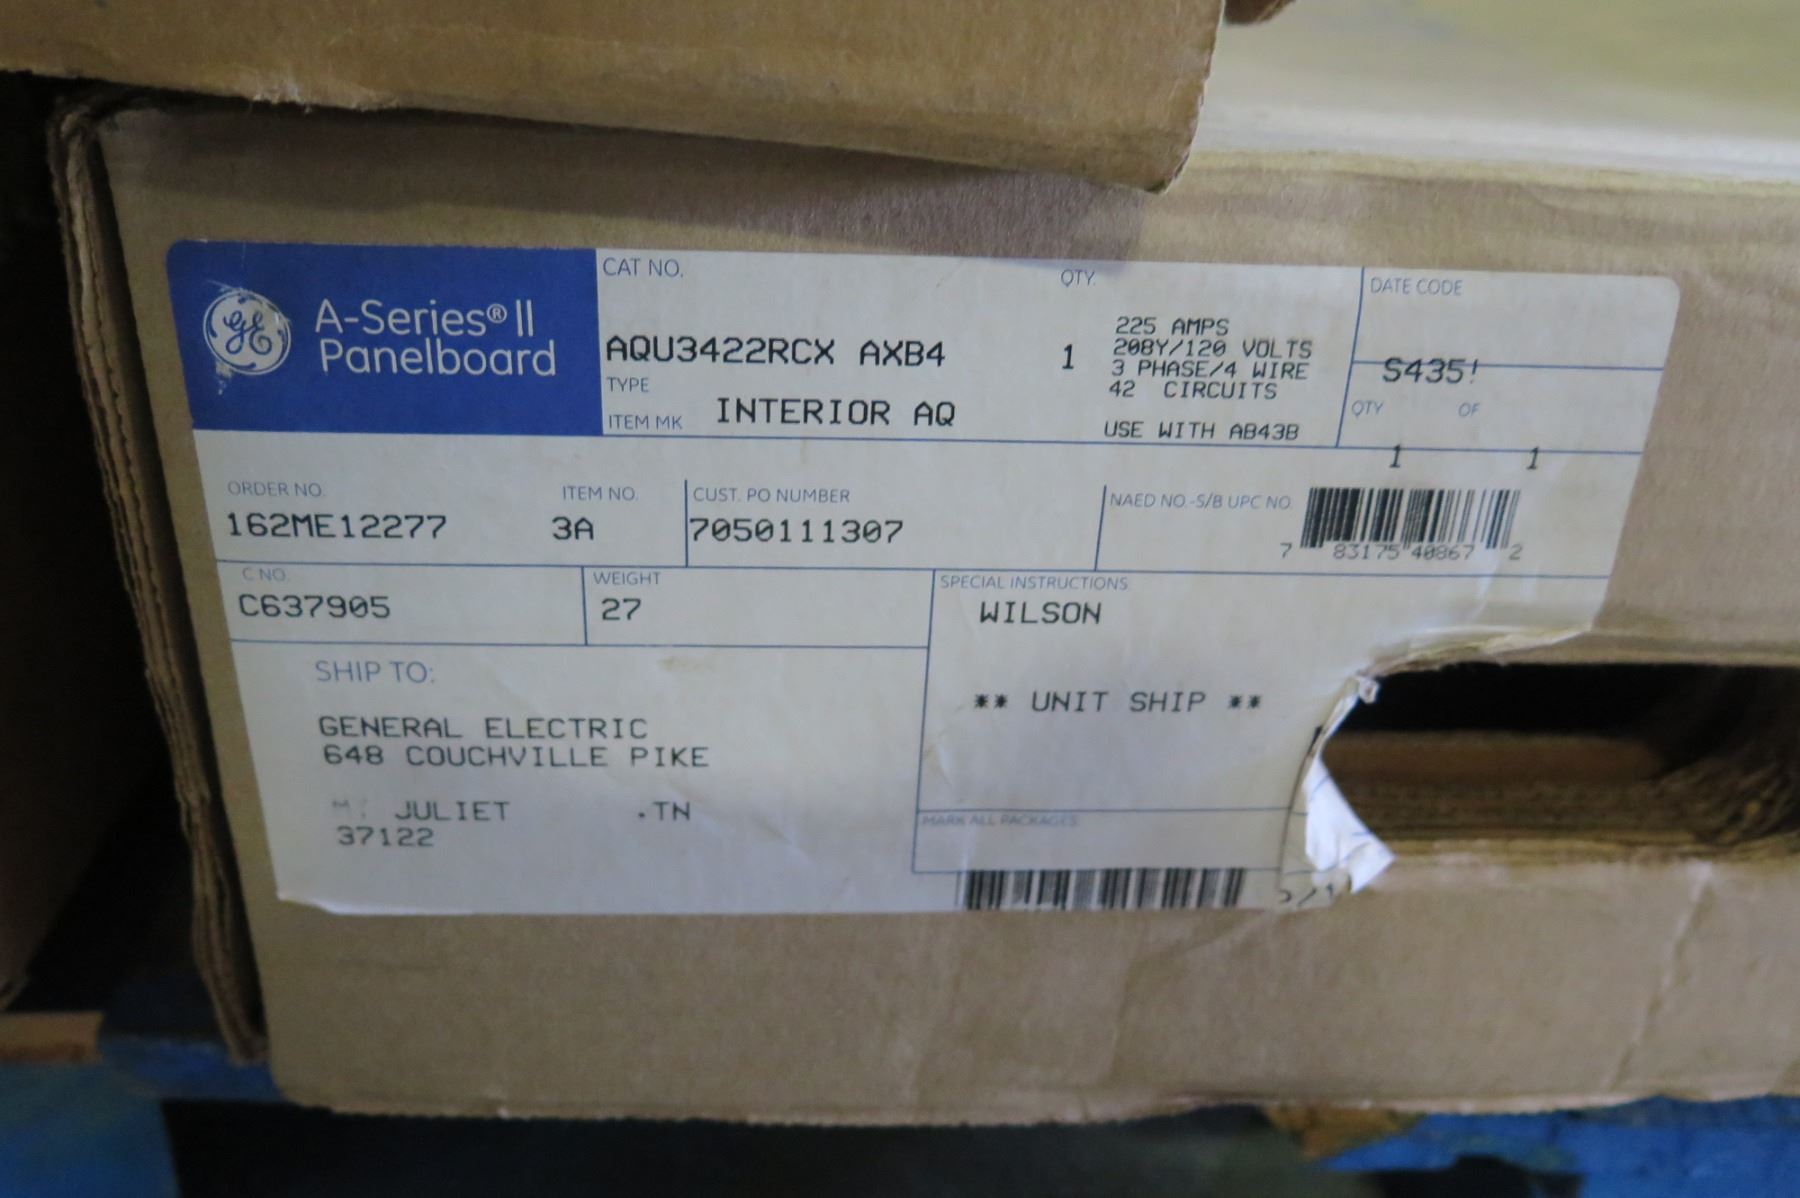 GE
A-Series® II
Panelboard
CAT NO.
AQU3422RCX AXB4
TYPE
ITEM MK INTERIOR AQ
QTY.
1
225 AMPS
208Y/120 VOLTS
3 PHASE/4 WIRE
42 CIRCUITS
USE WITH AB43B
DATE CODE
S435!
QTY OF
1 1
ORDER NO.
162ME12277
ITEM NO.
3A
CUST. PO NUMBER
7050111307
NAED NO.-S/B UPC NO.
7 83175 40867 2
C NO.
C637905
WEIGHT
27
SPECIAL INSTRUCTIONS
WILSON
** UNIT SHIP **
SHIP TO:
GENERAL ELECTRIC
648 COUCHVILLE PIKE
JULIET .TN
37122
MARK ALL PACKAGES